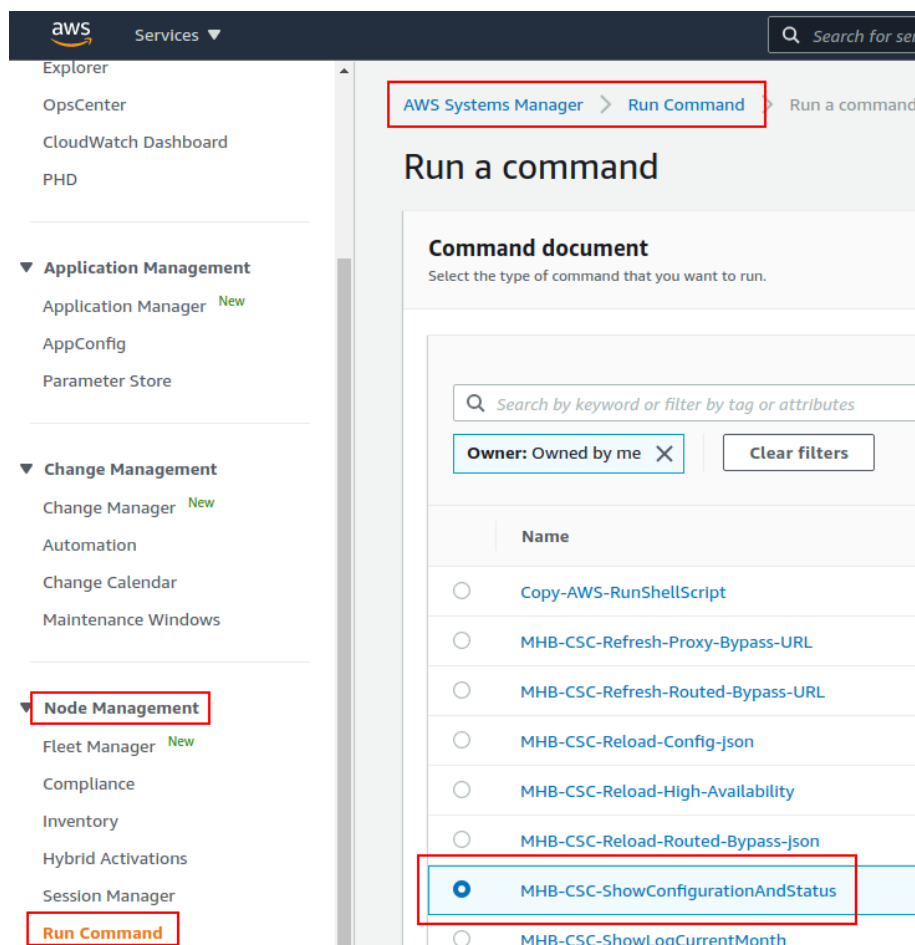 aws
Services ▼
Search for ser
Explorer
OpsCenter
CloudWatch Dashboard
PHD
Application Management
Application Manager New
AppConfig
Parameter Store
Change Management
Change Manager New
Automation
Change Calendar
Maintenance Windows
Node Management
Fleet Manager New
Compliance
Inventory
Hybrid Activations
Session Manager
Run Command
AWS Systems Manager > Run Command > Run a command
Run a command
Command document
Select the type of command that you want to run.
Search by keyword or filter by tag or attributes
Owner: Owned by me ✕
Clear filters
Name
Copy-AWS-RunShellScript
MHB-CSC-Refresh-Proxy-Bypass-URL
MHB-CSC-Refresh-Routed-Bypass-URL
MHB-CSC-Reload-Config-json
MHB-CSC-Reload-High-Availability
MHB-CSC-Reload-Routed-Bypass-json
MHB-CSC-ShowConfigurationAndStatus
MHB-CSC-ShowLogCurrentMonth